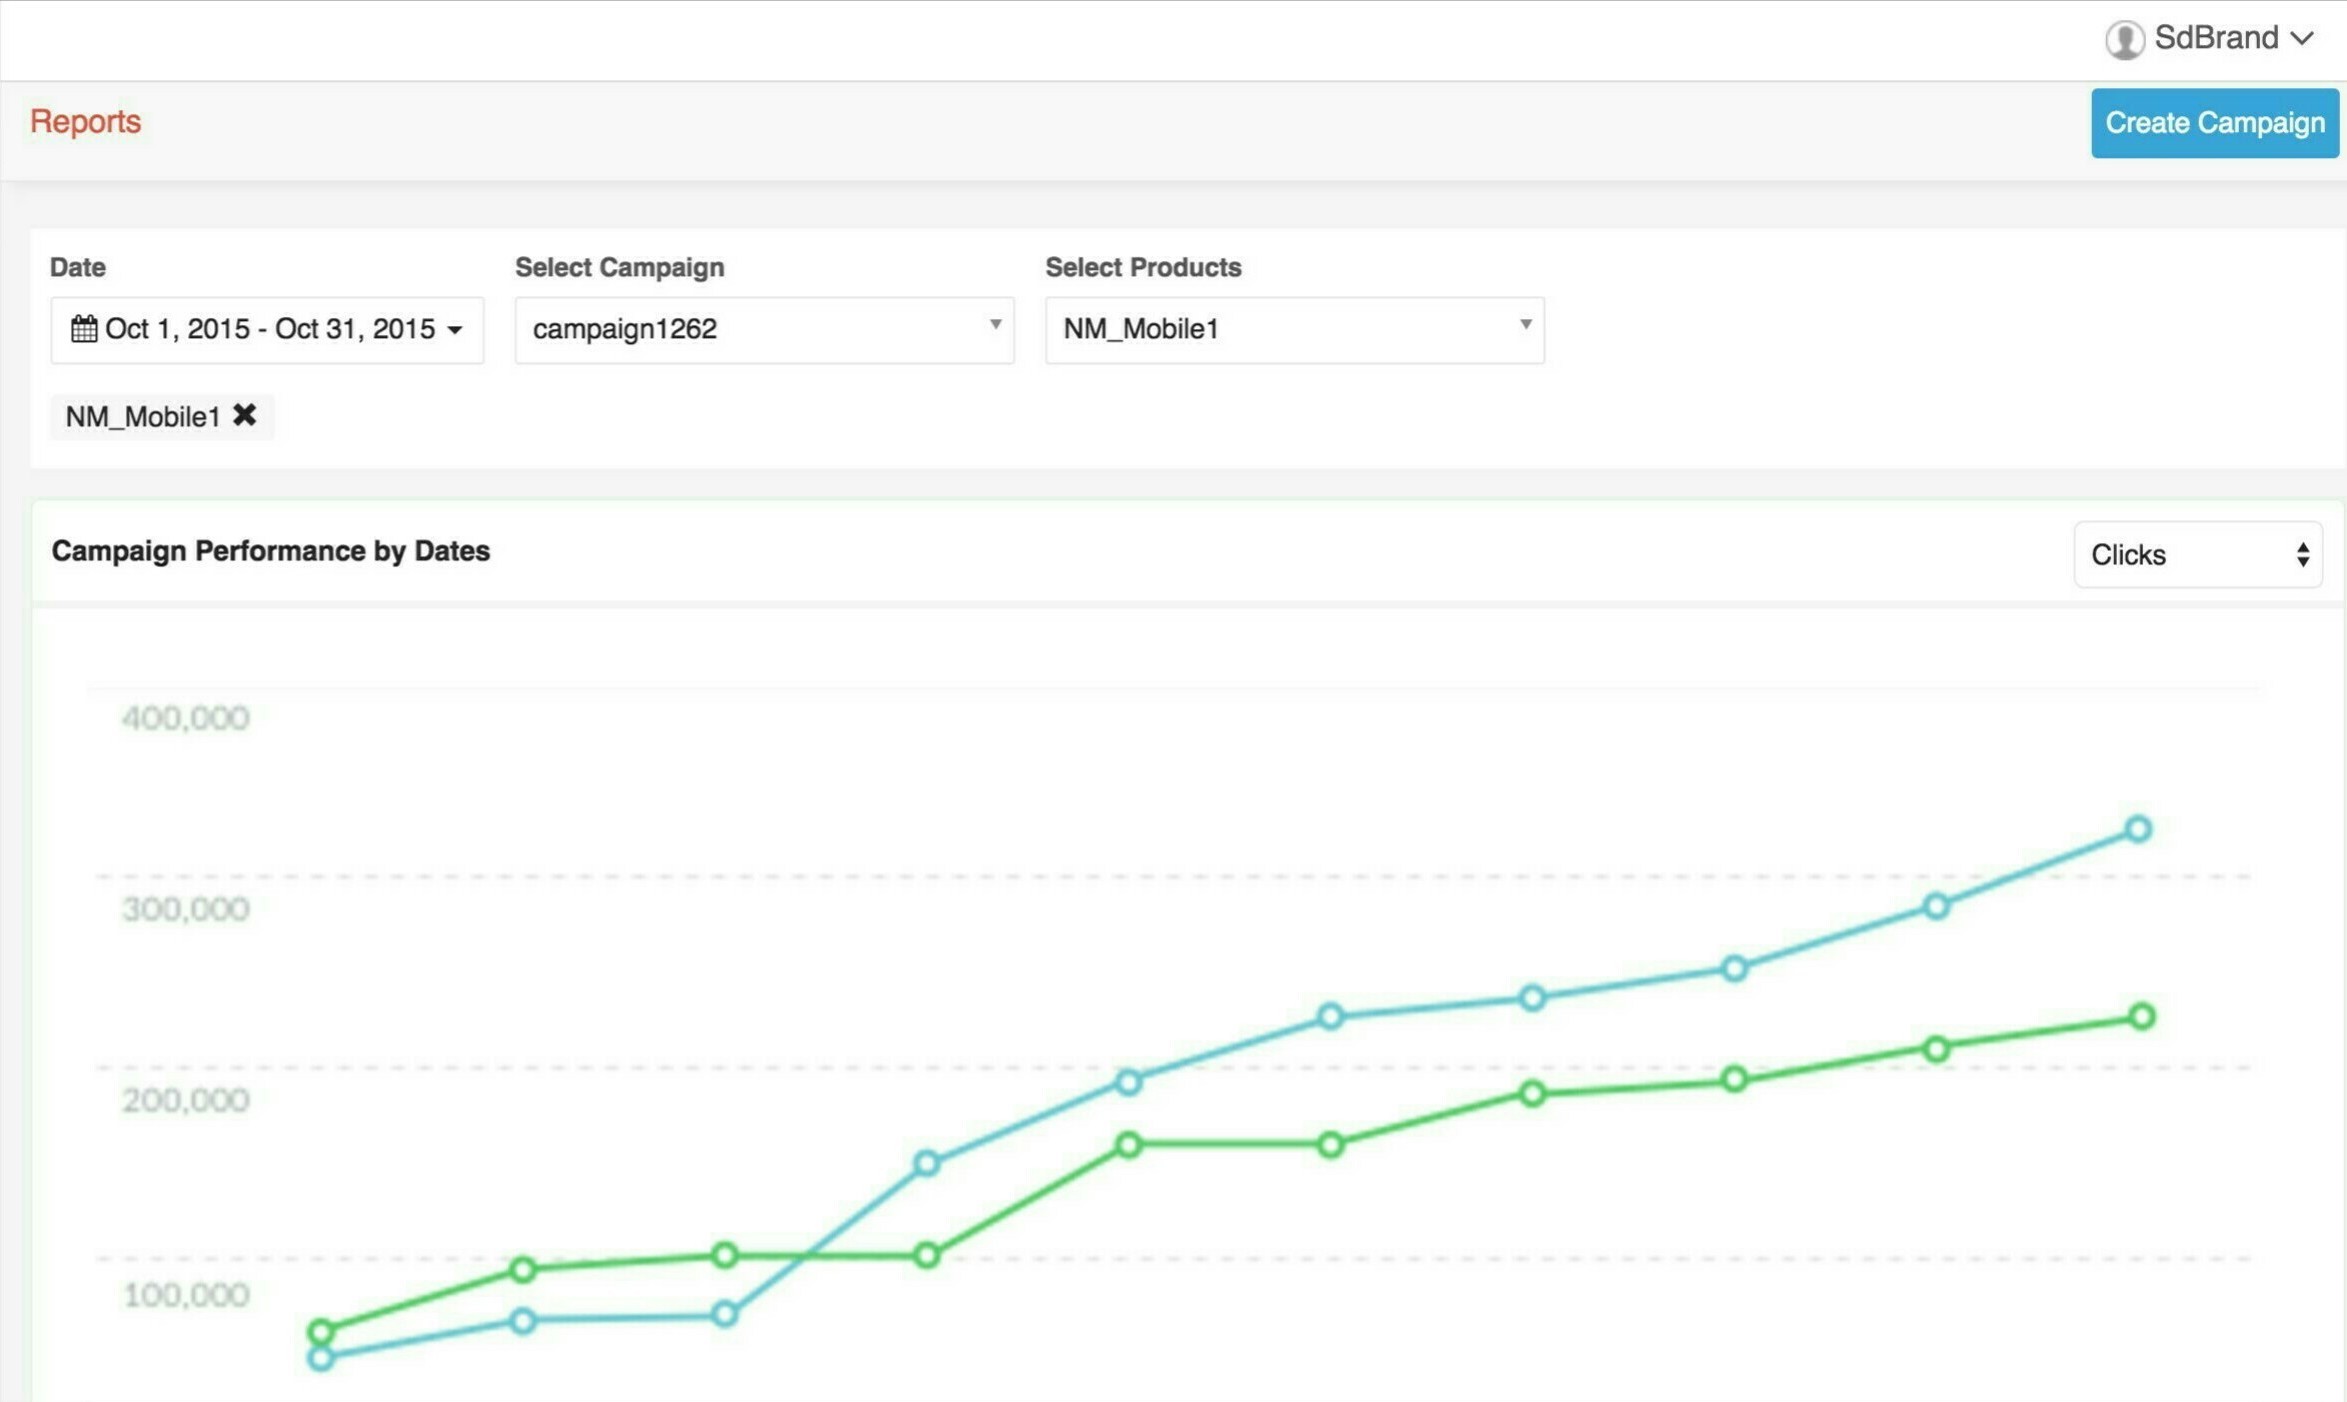 SdBrand
Reports
Create Campaign
Date
Select Campaign
Select Products
Oct 1, 2015 - Oct 31, 2015
campaign1262
NM_Mobile1
NM_Mobile1 ✖
Campaign Performance by Dates
Clicks
400,000
300,000
200,000
100,000